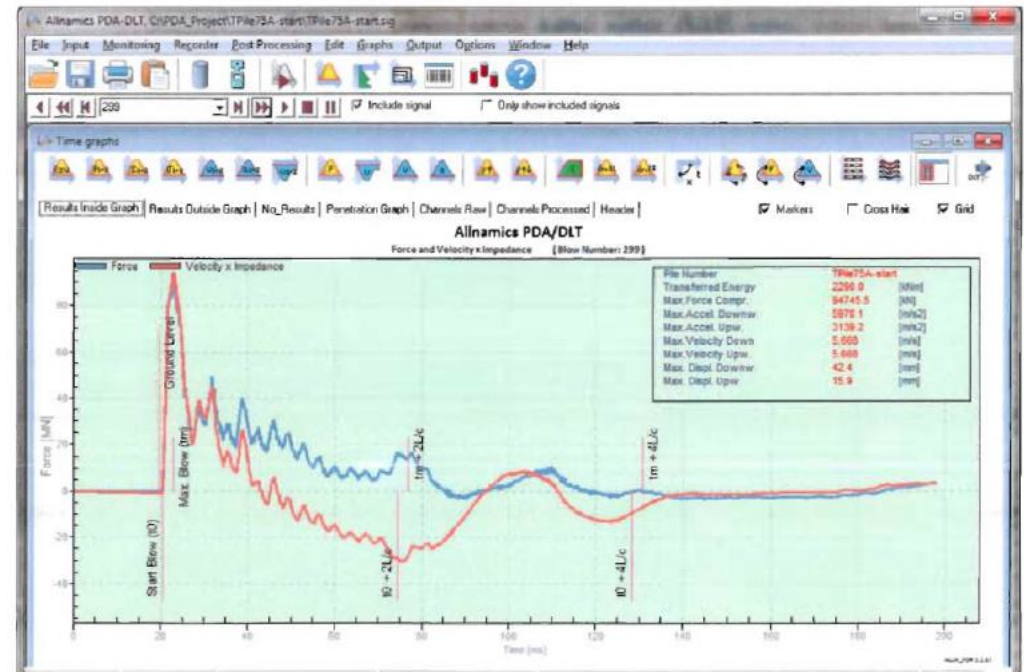 Allnamics PDA-DLT, C:\PDA_Project\TPile75A-start\TPile75A-start.sig
File Input Monitoring Recorder Post Processing Edit Graphs Output Options Window Help
299 Include signal Only show included signals
Time graphs
Results Inside Graph Results Outside Graph No_Results Penetration Graph Channels Raw Channels Processed Header Markers Cross Hair Grid
Allnamics PDA/DLT
Force and Velocity x Impedance [Blow Number: 299]
Force Velocity x Impedance
Pile Number TPile75A-start
Transferred Energy 2290.0 [kNm]
Max.Force Compr. 94745.5 [kN]
Max.Accel. Downw. [m/s2]
Max.Accel. Upw. 3139.2 [m/s2]
Max.Velocity Down 5.668 [m/s]
Max.Velocity Upw. 5.668 [m/s]
Max. Displ. Downw 42.4 [mm]
Max. Displ. Upw 15.9 [mm]
Force [MN]
80
60
40
20
0
-20
-40
Ground Level
Max. Blow (tm)
Start Blow (t0)
tm + 2L/c
t0 + 2L/c
tm + 4L/c
t0 + 4L/c
0 20 40 60 80 100 120 140 160 180 200
Time [ms]